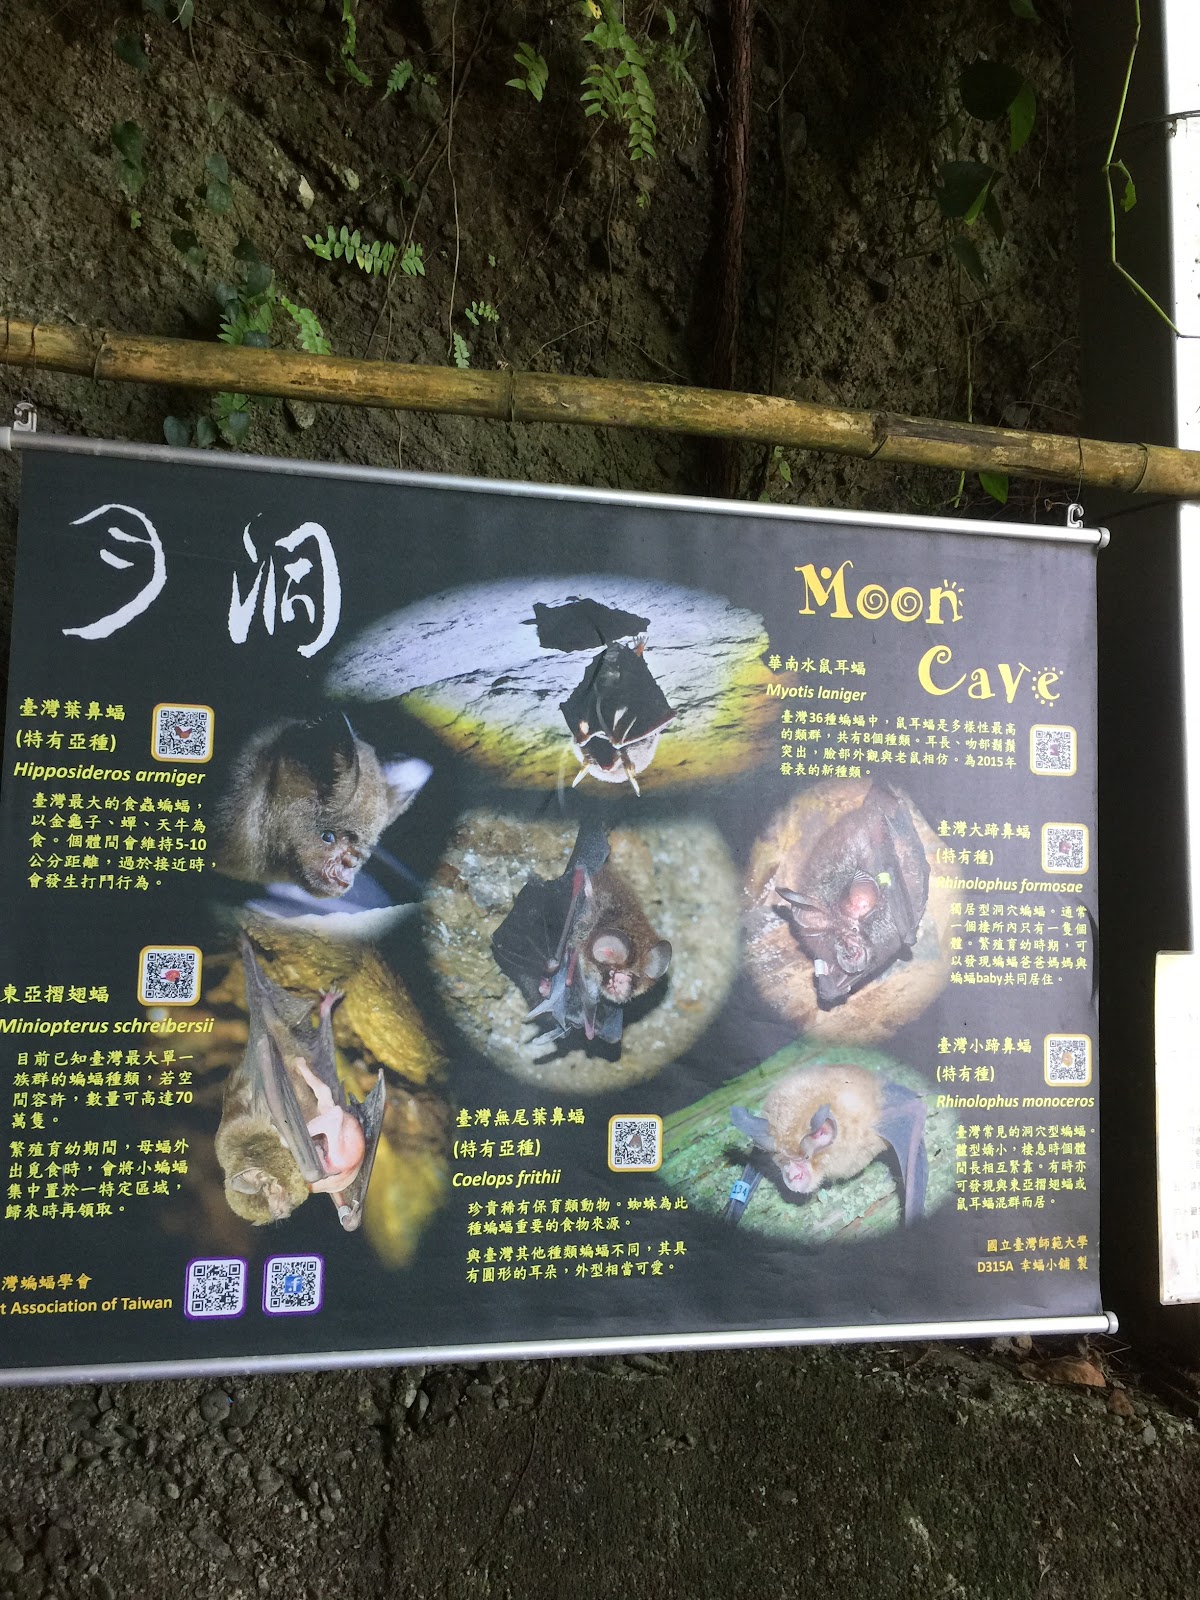 月洞
Moon
Cave
臺灣葉鼻蝠
(特有亞種)
Hipposideros armiger
臺灣最大的食蟲蝙蝠，
以金龜子、蟬、天牛為
食。個體間會維持5-10
公分距離，過於接近時，
會發生打鬥行為。
東亞摺翅蝠
Miniopterus schreibersii
目前已知臺灣最大單一
族群的蝙蝠種類，若空
間容許，數量可高達70
萬隻。
繁殖育幼期間，母蝠外
出覓食時，會將小蝙蝠
集中置於一特定區域，
歸來時再領取。
灣蝙蝠學會
t Association of Taiwan
臺灣無尾葉鼻蝠
(特有亞種)
Coelops frithii
珍貴稀有保育類動物。蜘蛛為此
種蝙蝠重要的食物來源。
與臺灣其他種類蝙蝠不同，其具
有圓形的耳朵，外型相當可愛。
華南水鼠耳蝠
Myotis laniger
臺灣36種蝙蝠中，鼠耳蝠是多樣性最高
的類群，共有8個種類。耳長、吻部鬍鬚
突出，臉部外觀與老鼠相仿。為2015年
發表的新種類。
臺灣大蹄鼻蝠
(特有種)
Rhinolophus formosae
獨居型洞穴蝙蝠。通常
一個棲所內只有一隻個
體。繁殖育幼時期，可
以發現蝙蝠爸爸媽媽與
蝙蝠baby共同居住。
臺灣小蹄鼻蝠
(特有種)
Rhinolophus monoceros
臺灣常見的洞穴型蝙蝠。
體型嬌小，棲息時個體
間長相互緊靠。有時亦
可發現與東亞摺翅蝠或
鼠耳蝠混群而居。
國立臺灣師範大學
D315A 幸蝠小舖 製
134